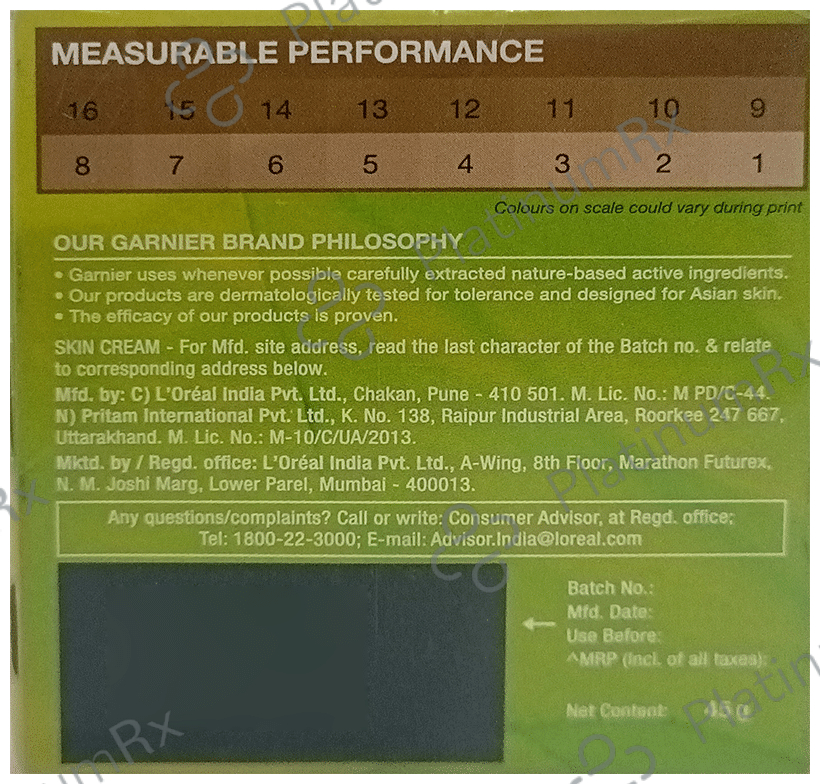 MEASURABLE PERFORMANCE
16 15 14 13 12 11 10 9
8 7 6 5 4 3 2 1
Colours on scale could vary during print
OUR GARNIER BRAND PHILOSOPHY
• Garnier uses whenever possible carefully extracted nature-based active ingredients.
• Our products are dermatologically tested for tolerance and designed for Asian skin.
• The efficacy of our products is proven.
SKIN CREAM - For Mfd. site address, read the last character of the Batch no. & relate
to corresponding address below.
Mfd. by: C) L'Oréal India Pvt. Ltd., Chakan, Pune - 410 501. M. Lic. No.: M PD/C-44.
N) Pritam International Pvt. Ltd., K. No. 138, Raipur Industrial Area, Roorkee 247 667,
Uttarakhand. M. Lic. No.: M-10/C/UA/2013.
Mktd. by / Regd. office: L'Oréal India Pvt. Ltd., A-Wing, 8th Floor, Marathon Futurex,
N. M. Joshi Marg, Lower Parel, Mumbai - 400013.
Any questions/complaints? Call or write: Consumer Advisor, at Regd. office;
Tel: 1800-22-3000; E-mail: Advisor.India@loreal.com
Batch No.:
Mfd. Date:
Use Before:
^MRP (Incl. of all taxes):
Net Content: 45 g
PlatinumRx
PlatinumRx
PlatinumRx
PlatinumRx
PlatinumRx